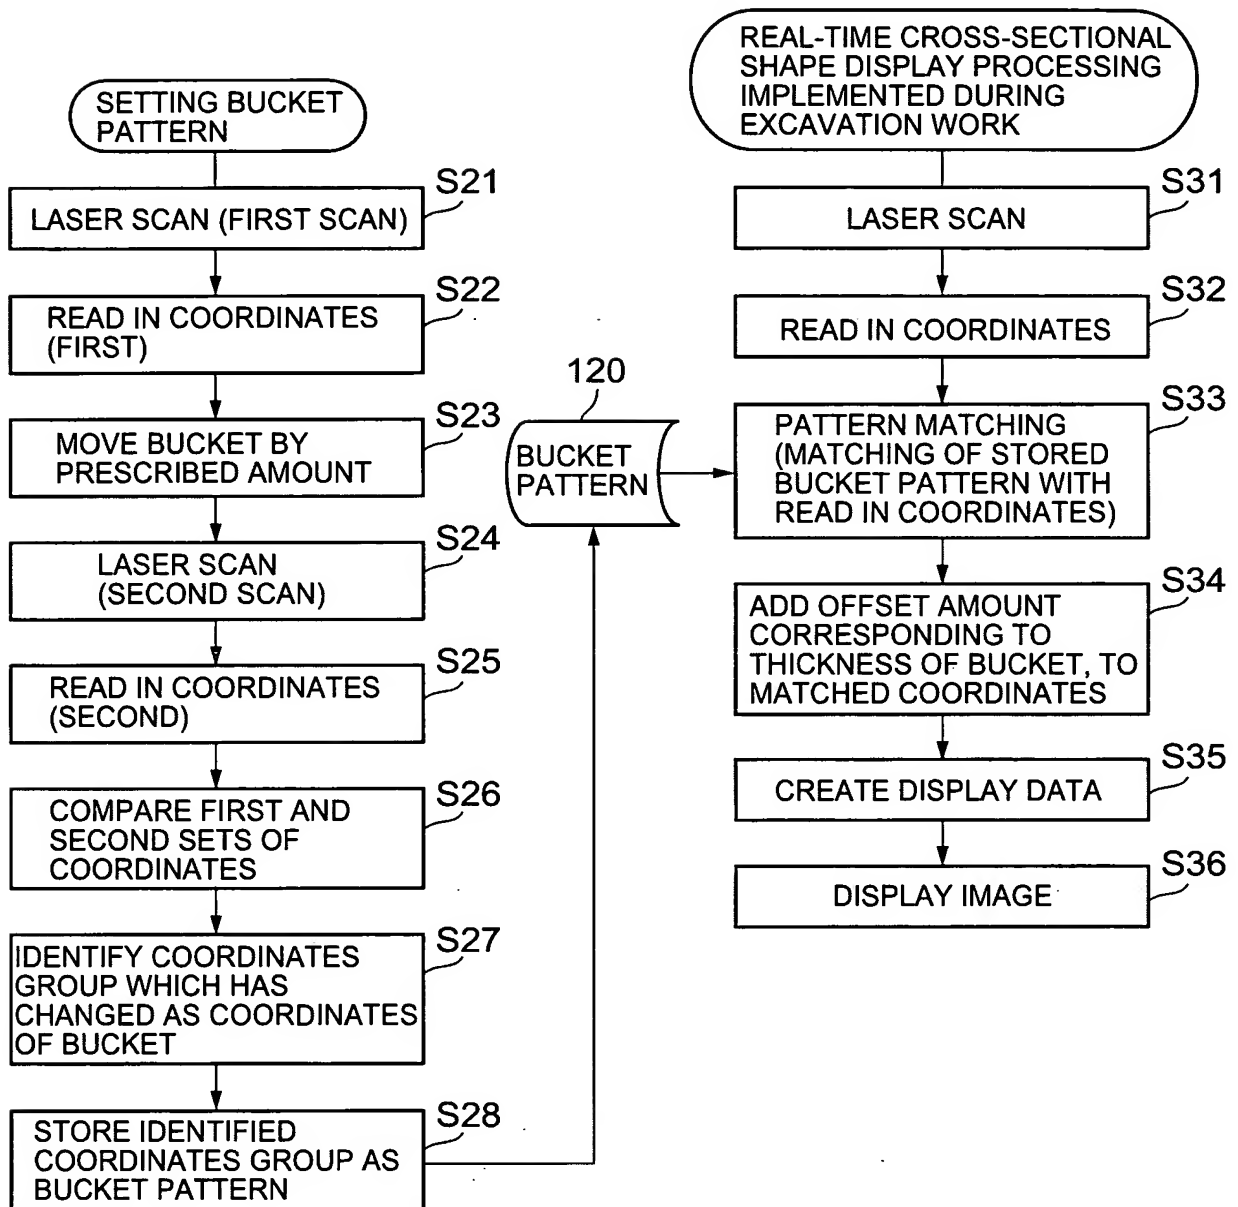 SETTING BUCKET
PATTERN
S21
LASER SCAN (FIRST SCAN)
S22
READ IN COORDINATES
(FIRST)
S23
MOVE BUCKET BY
PRESCRIBED AMOUNT
S24
LASER SCAN
(SECOND SCAN)
S25
READ IN COORDINATES
(SECOND)
S26
COMPARE FIRST AND
SECOND SETS OF
COORDINATES
S27
IDENTIFY COORDINATES
GROUP WHICH HAS
CHANGED AS COORDINATES
OF BUCKET
S28
STORE IDENTIFIED
COORDINATES GROUP AS
BUCKET PATTERN
120
BUCKET
PATTERN
REAL-TIME CROSS-SECTIONAL
SHAPE DISPLAY PROCESSING
IMPLEMENTED DURING
EXCAVATION WORK
S31
LASER SCAN
S32
READ IN COORDINATES
S33
PATTERN MATCHING
(MATCHING OF STORED
BUCKET PATTERN WITH
READ IN COORDINATES)
S34
ADD OFFSET AMOUNT
CORRESPONDING TO
THICKNESS OF BUCKET, TO
MATCHED COORDINATES
S35
CREATE DISPLAY DATA
S36
DISPLAY IMAGE